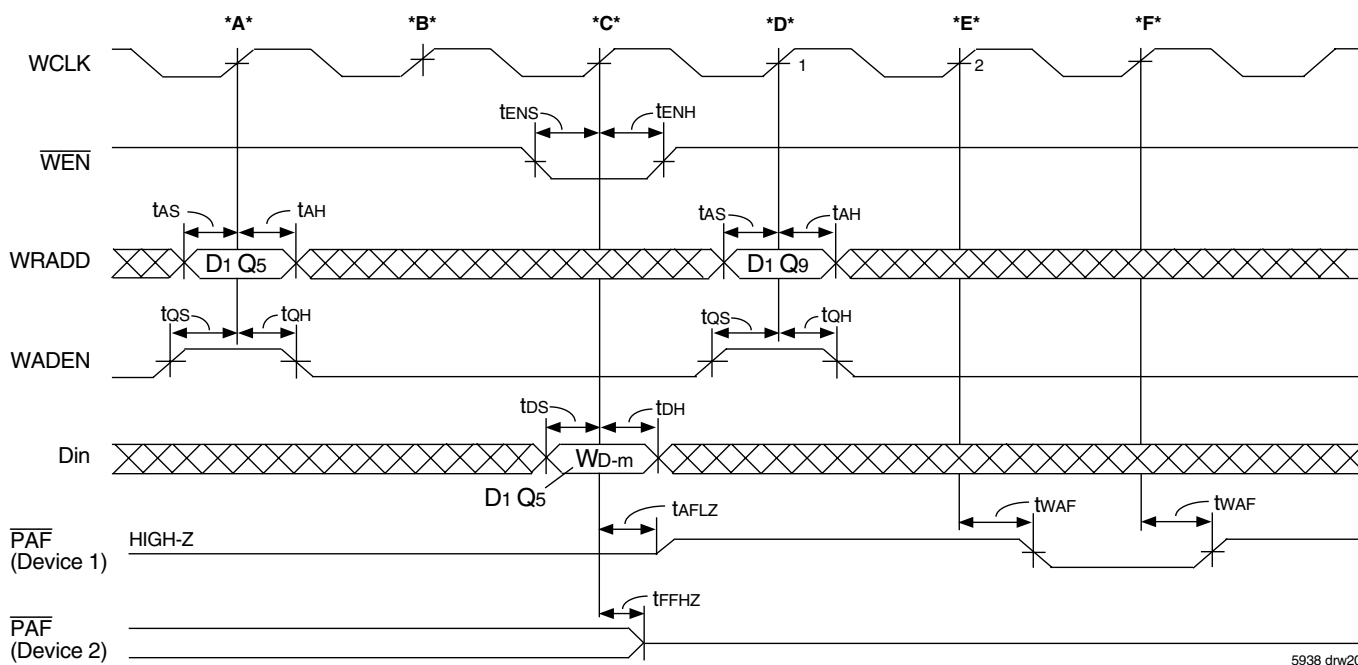 *A* *B* *C* *D* *E* *F*
WCLK 1 2
tENS tENH
WEN
tAS tAH tAS tAH
WRADD D1 Q5 D1 Q9
tQS tQH tQS tQH
WADEN
tDS tDH
Din WD-m
D1 Q5
tAFLZ tWAF tWAF
PAF HIGH-Z
(Device 1)
tFFHZ
PAF
(Device 2)
5938 drw20